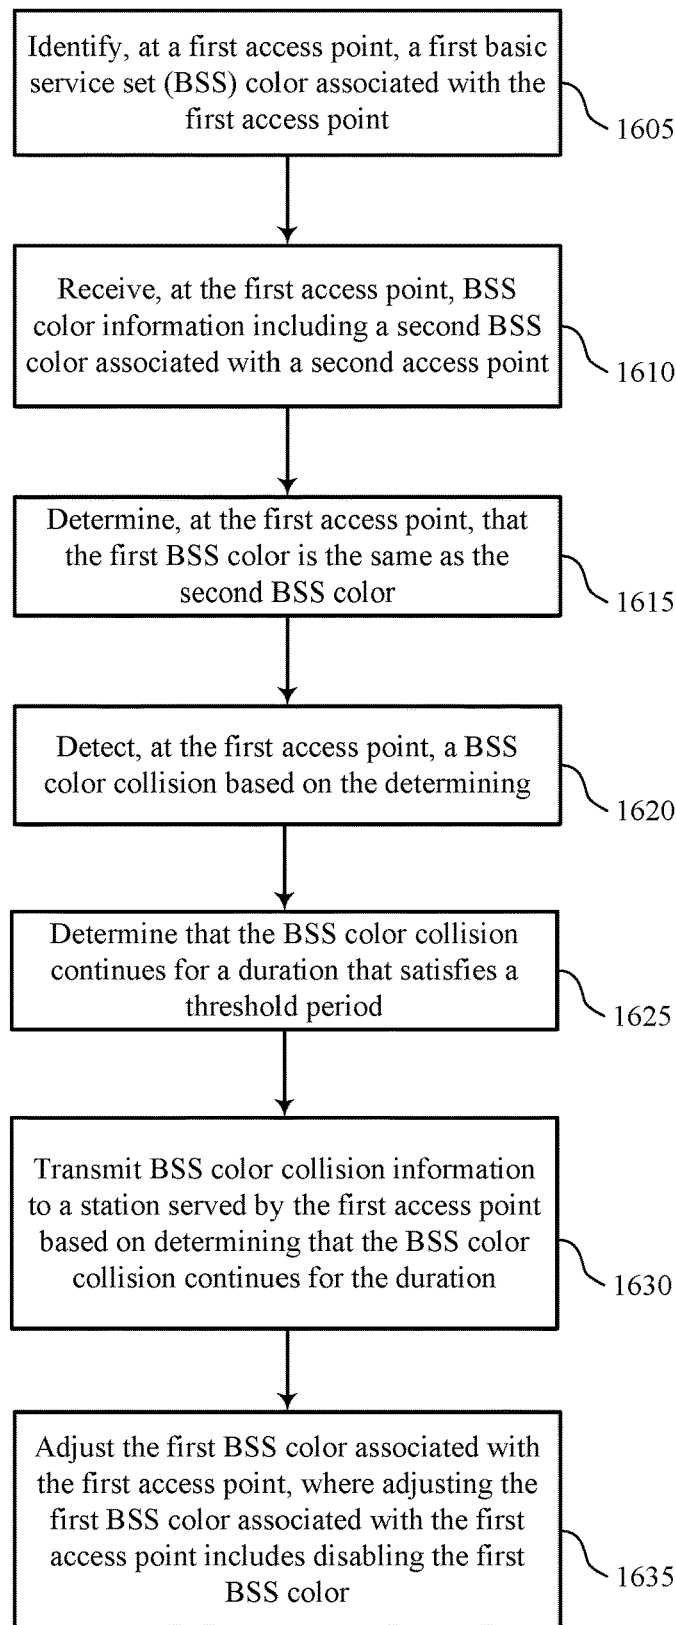 Identify, at a first access point, a first basic
service set (BSS) color associated with the
first access point
1605
Receive, at the first access point, BSS
color information including a second BSS
color associated with a second access point
1610
Determine, at the first access point, that
the first BSS color is the same as the
second BSS color
1615
Detect, at the first access point, a BSS
color collision based on the determining
1620
Determine that the BSS color collision
continues for a duration that satisfies a
threshold period
1625
Transmit BSS color collision information
to a station served by the first access point
based on determining that the BSS color
collision continues for the duration
1630
Adjust the first BSS color associated with
the first access point, where adjusting the
first BSS color associated with the first
access point includes disabling the first
BSS color
1635